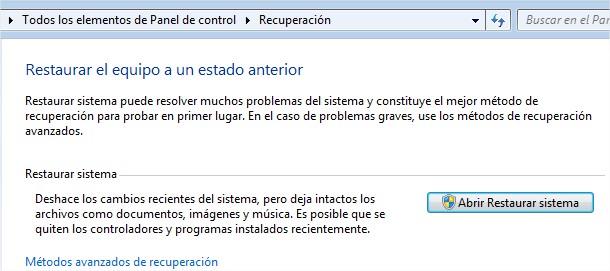 Todos los elementos de Panel de control Recuperación
Buscar en el Pan
Restaurar el equipo a un estado anterior
Restaurar sistema puede resolver muchos problemas del sistema y constituye el mejor método de
recuperación para probar en primer lugar. En el caso de problemas graves, use los métodos de recuperación
avanzados.
Restaurar sistema
Deshace los cambios recientes del sistema, pero deja intactos los
archivos como documentos, imágenes y música. Es posible que se
quiten los controladores y programas instalados recientemente.
Abrir Restaurar sistema
Métodos avanzados de recuperación